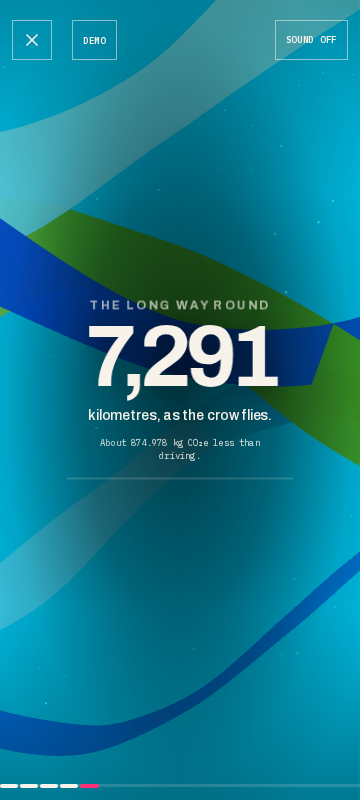 DEMO
SOUND OFF
THE LONG WAY ROUND
7,291
kilometres, as the crow flies.
About 874.978 kg CO₂e less than
driving.